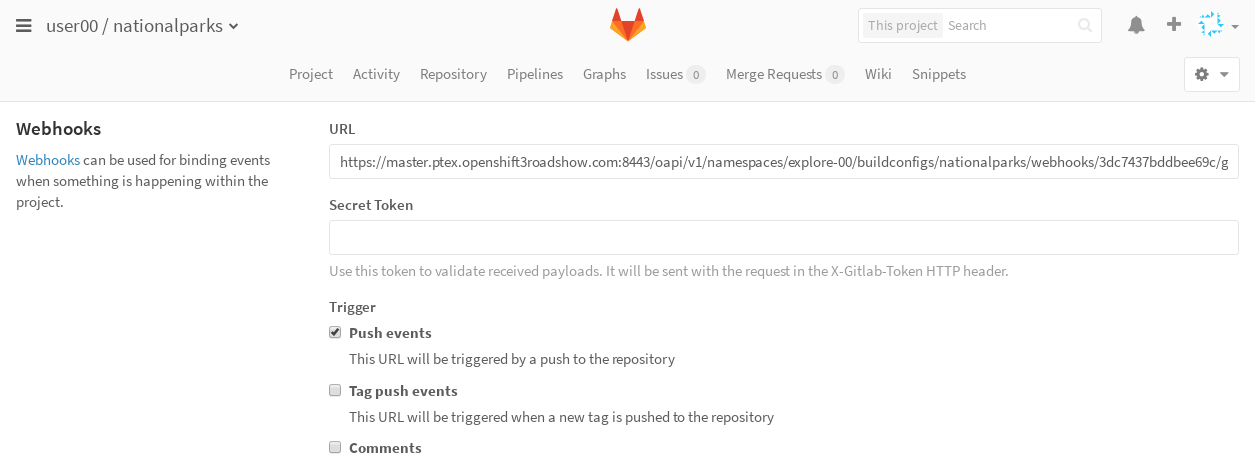 user00 / nationalparks
This project Search
Project Activity Repository Pipelines Graphs Issues 0 Merge Requests 0 Wiki Snippets
Webhooks
Webhooks can be used for binding events
when something is happening within the
project.
URL
https://master.ptex.openshift3roadshow.com:8443/oapi/v1/namespaces/explore-00/buildconfigs/nationalparks/webhooks/3dc7437bddbee69c/g
Secret Token
Use this token to validate received payloads. It will be sent with the request in the X-Gitlab-Token HTTP header.
Trigger
Push events
This URL will be triggered by a push to the repository
Tag push events
This URL will be triggered when a new tag is pushed to the repository
Comments